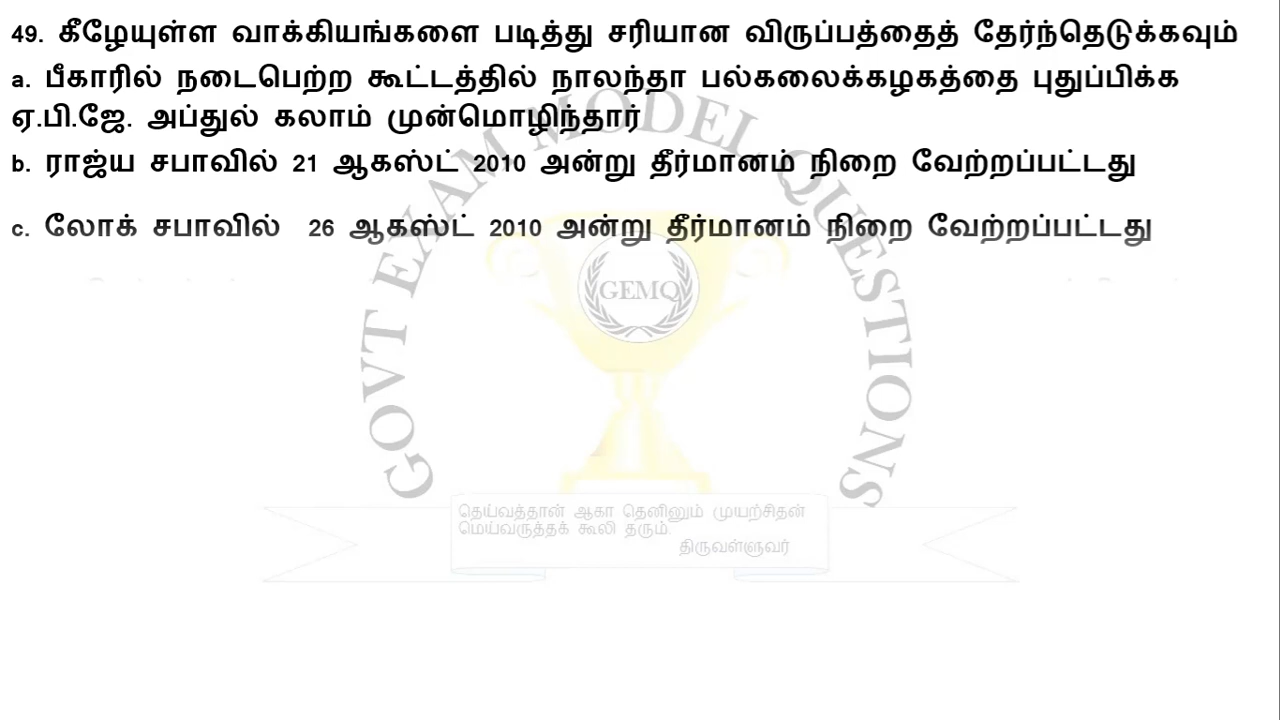 49. கீழேயுள்ள வாக்கியங்களை படித்து சரியான விருப்பத்தைத் தேர்ந்தெடுக்கவும்
a. பீகாரில் நடைபெற்ற கூட்டத்தில் நாலந்தா பல்கலைக்கழகத்தை புதுப்பிக்க
ஏ.பி.ஜே. அப்துல் கலாம் முன்மொழிந்தார்
b. ராஜ்ய சபாவில் 21 ஆகஸ்ட் 2010 அன்று தீர்மானம் நிறை வேற்றப்பட்டது
c. லோக் சபாவில் 26 ஆகஸ்ட் 2010 அன்று தீர்மானம் நிறை வேற்றப்பட்டது
GOVT EXAM MODEL QUESTIONS
GEMQ
தெய்வத்தான் ஆகா தெனினும் முயற்சிதன்
மெய்வருத்தக் கூலி தரும்.
திருவள்ளுவர்